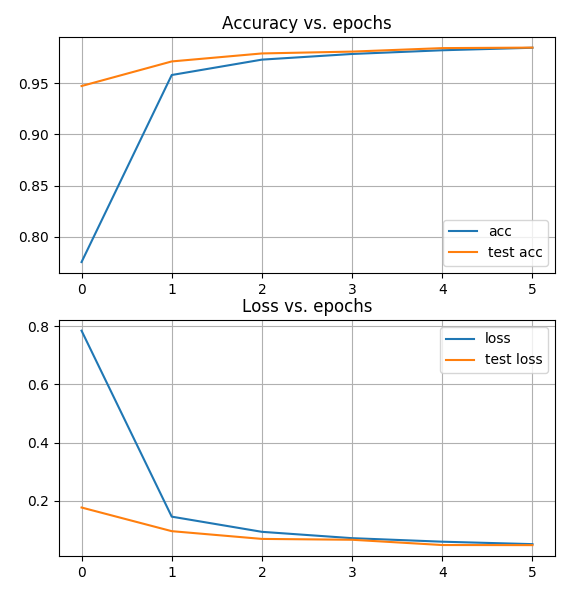 Accuracy vs. epochs
0.95
0.90
0.85
0.80
acc
test acc
0 1 2 3 4 5
Loss vs. epochs
0.8
0.6
0.4
0.2
loss
test loss
0 1 2 3 4 5